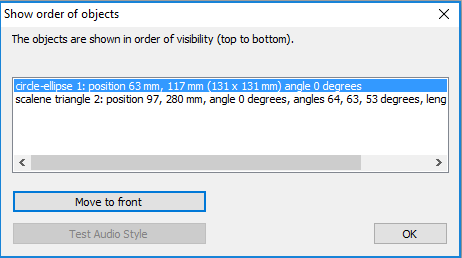 Show order of objects
The objects are shown in order of visibility (top to bottom).
circle-ellipse 1: position 63 mm, 117 mm (131 x 131 mm) angle 0 degrees
scalene triangle 2: position 97, 280 mm, angle 0 degrees, angles 64, 63, 53 degrees, leng
Move to front
Test Audio Style
OK